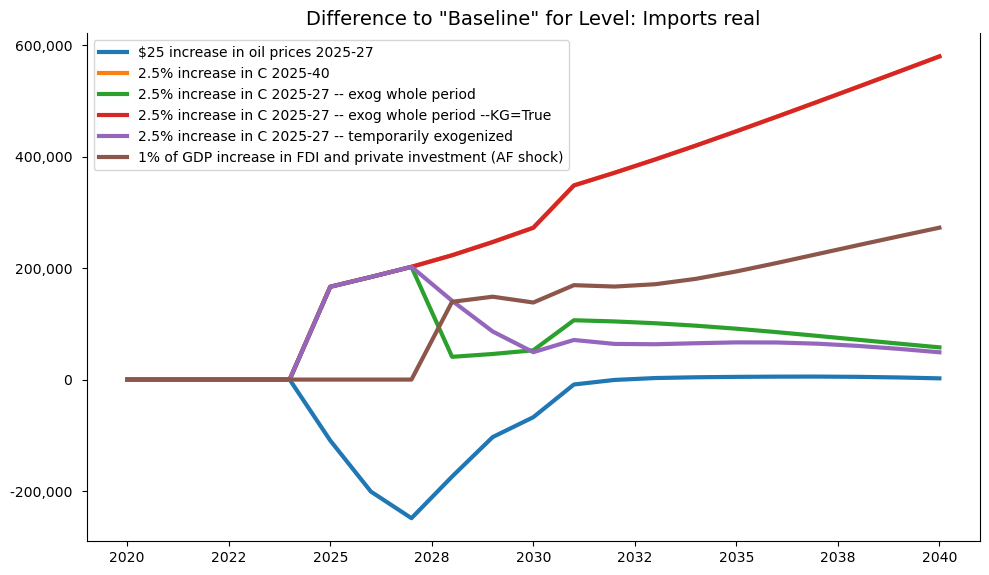 Difference to "Baseline" for Level: Imports real
$25 increase in oil prices 2025-27
2.5% increase in C 2025-40
2.5% increase in C 2025-27 -- exog whole period
2.5% increase in C 2025-27 -- exog whole period --KG=True
2.5% increase in C 2025-27 -- temporarily exogenized
1% of GDP increase in FDI and private investment (AF shock)
600,000
400,000
200,000
0
-200,000
2020 2022 2025 2028 2030 2032 2035 2038 2040